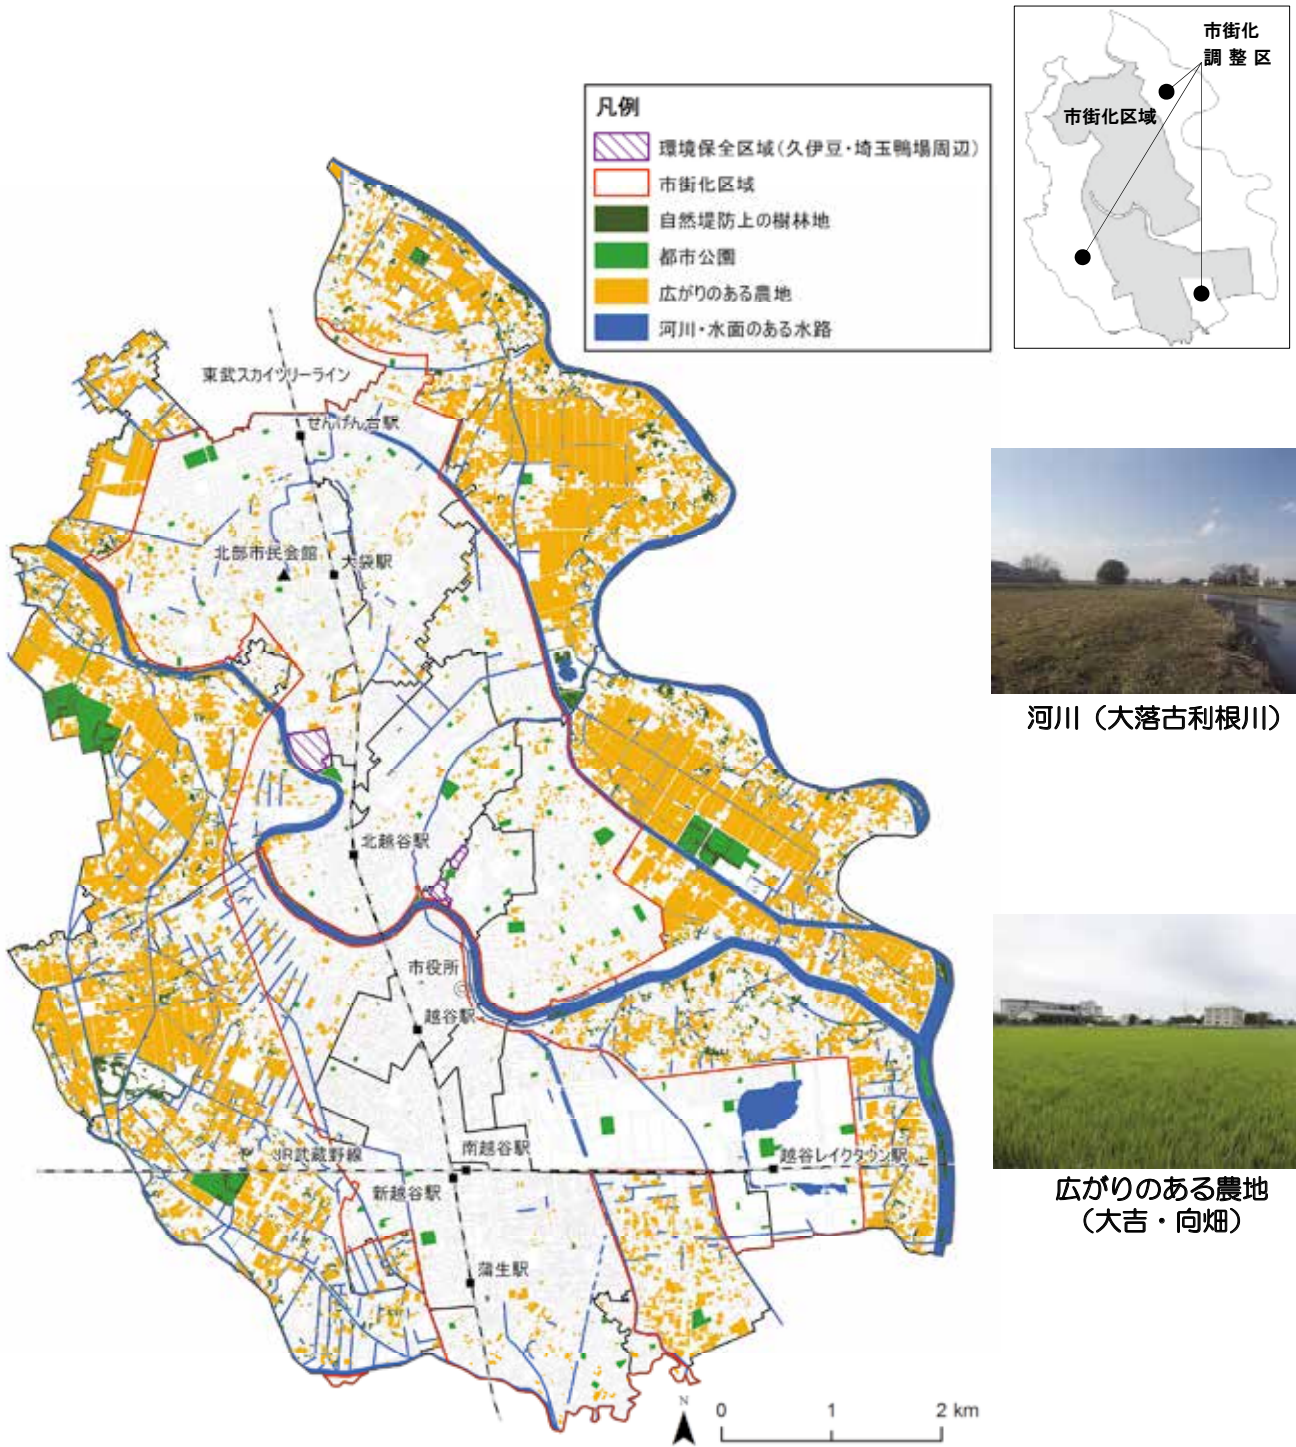 市街化
調 整 区
市街化区域
凡例
環境保全区域(久伊豆・埼玉鴨場周辺)
市街化区域
自然堤防上の樹林地
都市公園
広がりのある農地
河川・水面のある水路
東武スカイツリーライン
せんげん台駅
北部市民会館
大袋駅
北越谷駅
市役所
越谷駅
JR武蔵野線
南越谷駅
越谷レイクタウン駅
新越谷駅
蒲生駅
河川（大落古利根川）
広がりのある農地
（大吉・向畑）
N
0 1 2 km